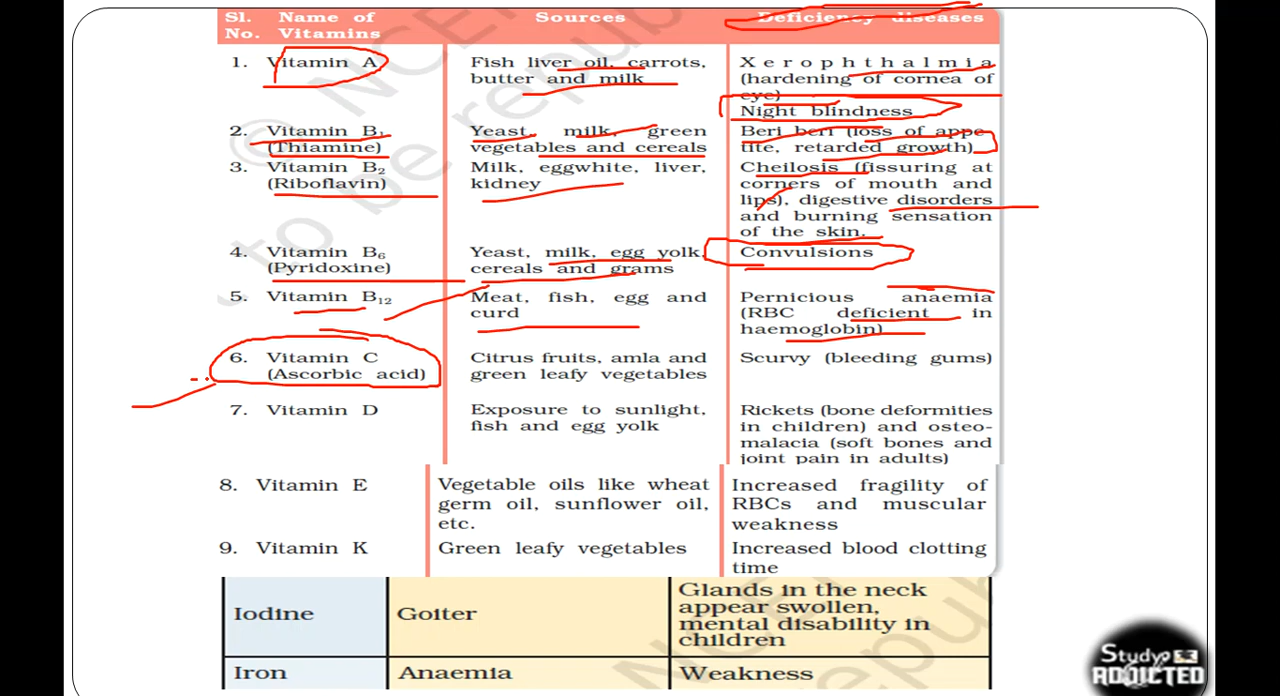 Sl. Name of Sources Deficiency diseases
No. Vitamins
1. Vitamin A Fish liver oil, carrots, Xerophthalmia
butter and milk (hardening of cornea of
eye)
Night blindness
2. Vitamin B1 Yeast, milk, green Beri beri (loss of appe
(Thiamine) vegetables and cereals tite, retarded growth)
3. Vitamin B2 Milk, eggwhite, liver, Cheilosis (fissuring at
(Riboflavin) kidney corners of mouth and
lips), digestive disorders
and burning sensation
of the skin.
4. Vitamin B6 Yeast, milk, egg yolk, Convulsions
(Pyridoxine) cereals and grams
5. Vitamin B12 Meat, fish, egg and Pernicious anaemia
curd (RBC deficient in
haemoglobin)
6. Vitamin C Citrus fruits, amla and Scurvy (bleeding gums)
(Ascorbic acid) green leafy vegetables
7. Vitamin D Exposure to sunlight, Rickets (bone deformities
fish and egg yolk in children) and osteo-
malacia (soft bones and
joint pain in adults)
8. Vitamin E Vegetable oils like wheat Increased fragility of
germ oil, sunflower oil, RBCs and muscular
etc. weakness
9. Vitamin K Green leafy vegetables Increased blood clotting
time
Iodine Goiter Glands in the neck
appear swollen,
mental disability in
children
Iron Anaemia Weakness
© NCE
to be republ
Study
ADDICTED